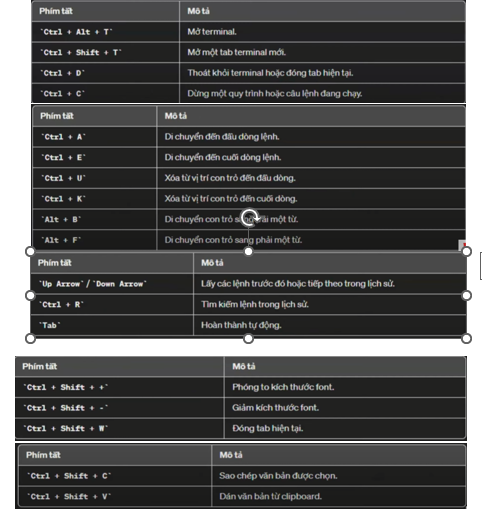 Phím tắt Mô tả
`Ctrl + Alt + T` Mở terminal.
`Ctrl + Shift + T` Mở một tab terminal mới.
`Ctrl + D` Thoát khỏi terminal hoặc đóng tab hiện tại.
`Ctrl + C` Dừng một quy trình hoặc câu lệnh đang chạy.
Phím tắt Mô tả
`Ctrl + A` Di chuyển đến đầu dòng lệnh.
`Ctrl + E` Di chuyển đến cuối dòng lệnh.
`Ctrl + U` Xóa từ vị trí con trỏ đến đầu dòng.
`Ctrl + K` Xóa từ vị trí con trỏ đến cuối dòng.
`Alt + B` Di chuyển con trỏ sang trái một từ.
`Alt + F` Di chuyển con trỏ sang phải một từ.
Phím tắt Mô tả
`Up Arrow` / `Down Arrow` Lấy các lệnh trước đó hoặc tiếp theo trong lịch sử.
`Ctrl + R` Tìm kiếm lệnh trong lịch sử.
`Tab` Hoàn thành tự động.
Phím tắt Mô tả
`Ctrl + Shift + +` Phóng to kích thước font.
`Ctrl + Shift + -` Giảm kích thước font.
`Ctrl + Shift + W` Đóng tab hiện tại.
Phím tắt Mô tả
`Ctrl + Shift + C` Sao chép văn bản được chọn.
`Ctrl + Shift + V` Dán văn bản từ clipboard.